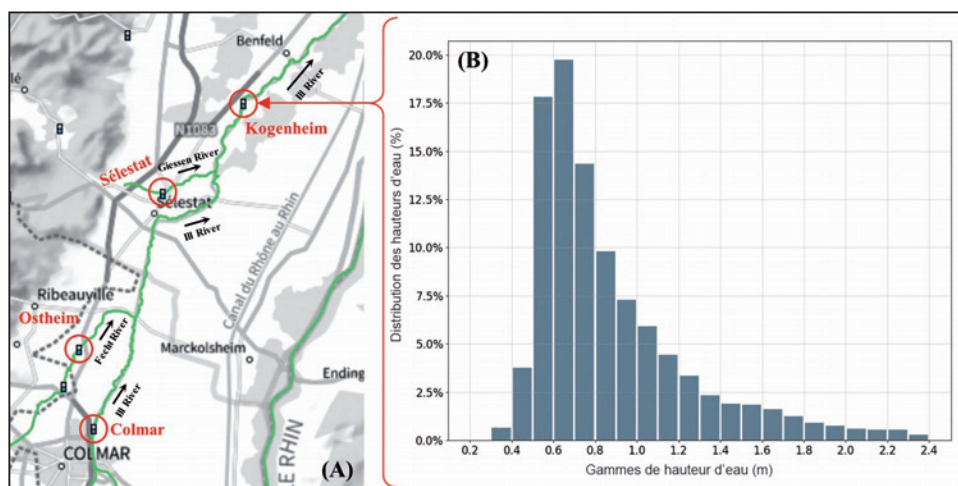 Benfeld
Ill River
Kogenheim
N1083
Giessen River
Sélestat
Sélestat
Ill River
Canal du Rhône au Rhin
Ribeauvillé
Ostheim
Fecht River
Marckolsheim
Ill River
Ending
Colmar
COLMAR
LE RHIN
(A)
lé
(B)
Distribution des hauteurs d'eau (%)
20.0%
17.5%
15.0%
12.5%
10.0%
7.5%
5.0%
2.5%
0.0%
0.2 0.4 0.6 0.8 1.0 1.2 1.4 1.6 1.8 2.0 2.2 2.4
Gammes de hauteur d'eau (m)